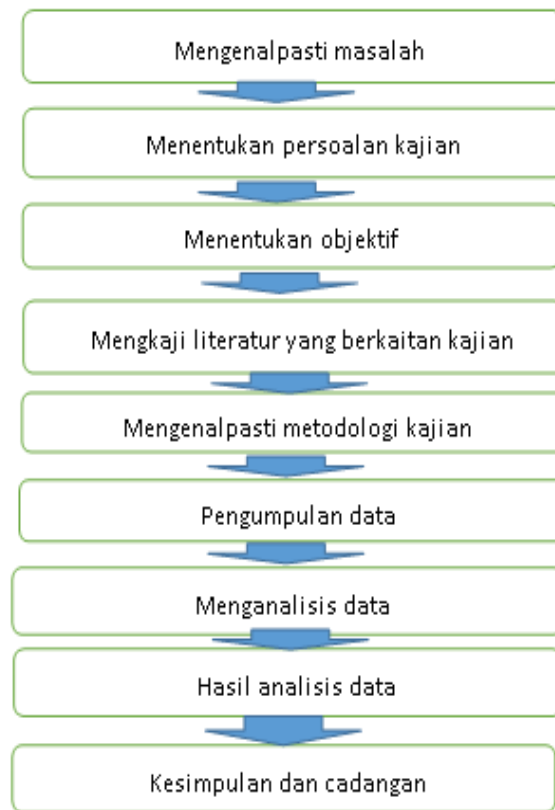 Mengenalpasti masalah
Menentukan persoalan kajian
Menentukan objektif
Mengkaji literatur yang berkaitan kajian
Mengenalpasti metodologi kajian
Pengumpulan data
Menganalisis data
Hasil analisis data
Kesimpulan dan cadangan